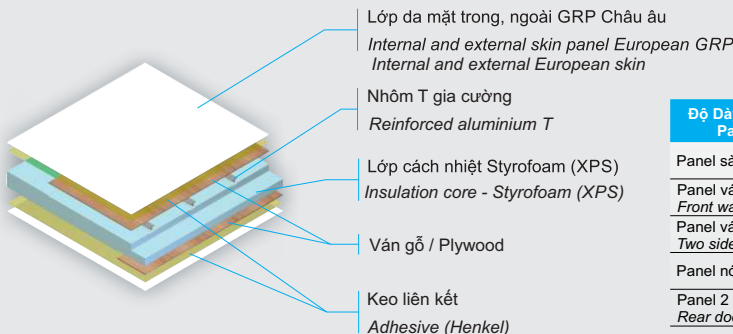 Lớp da mặt trong, ngoài GRP Châu âu
Internal and external skin panel European GRP
Internal and external European skin
Nhôm T gia cường
Reinforced aluminium T
Lớp cách nhiệt Styrofoam (XPS)
Insulation core - Styrofoam (XPS)
Ván gỗ / Plywood
Keo liên kết
Adhesive (Henkel)
Độ Dà
Pa
Panel sà
Panel vá
Front wa
Panel vá
Two side
Panel nó
Panel 2
Rear doo